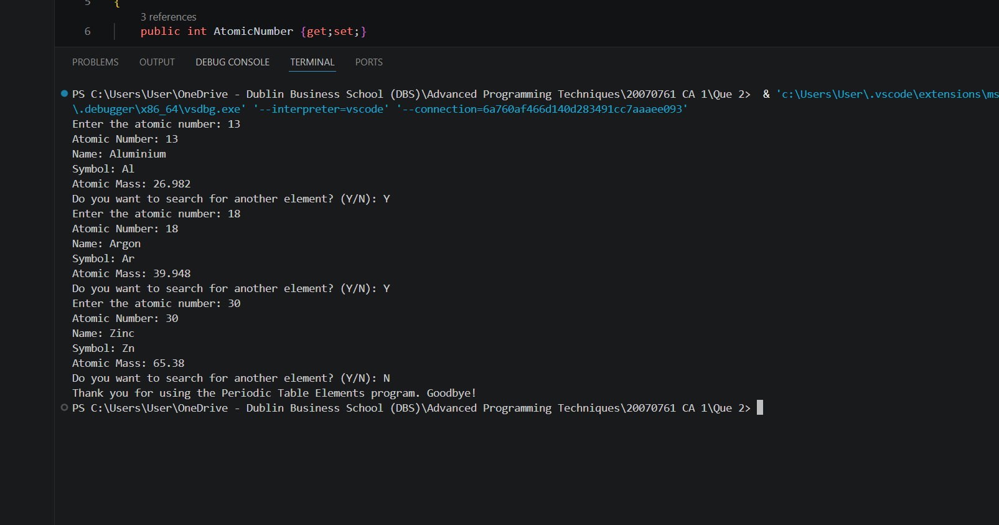 5 {
3 references
6 public int AtomicNumber {get;set;}
PROBLEMS OUTPUT DEBUG CONSOLE TERMINAL PORTS
PS C:\Users\User\OneDrive - Dublin Business School (DBS)\Advanced Programming Techniques\20070761 CA 1\Que 2>  & 'c:\Users\User\.vscode\extensions\ms
\.debugger\x86_64\vsdbg.exe' '--interpreter=vscode' '--connection=6a760af466d140d283491cc7aaaee093'
Enter the atomic number: 13
Atomic Number: 13
Name: Aluminium
Symbol: Al
Atomic Mass: 26.982
Do you want to search for another element? (Y/N): Y
Enter the atomic number: 18
Atomic Number: 18
Name: Argon
Symbol: Ar
Atomic Mass: 39.948
Do you want to search for another element? (Y/N): Y
Enter the atomic number: 30
Atomic Number: 30
Name: Zinc
Symbol: Zn
Atomic Mass: 65.38
Do you want to search for another element? (Y/N): N
Thank you for using the Periodic Table Elements program. Goodbye!
PS C:\Users\User\OneDrive - Dublin Business School (DBS)\Advanced Programming Techniques\20070761 CA 1\Que 2>